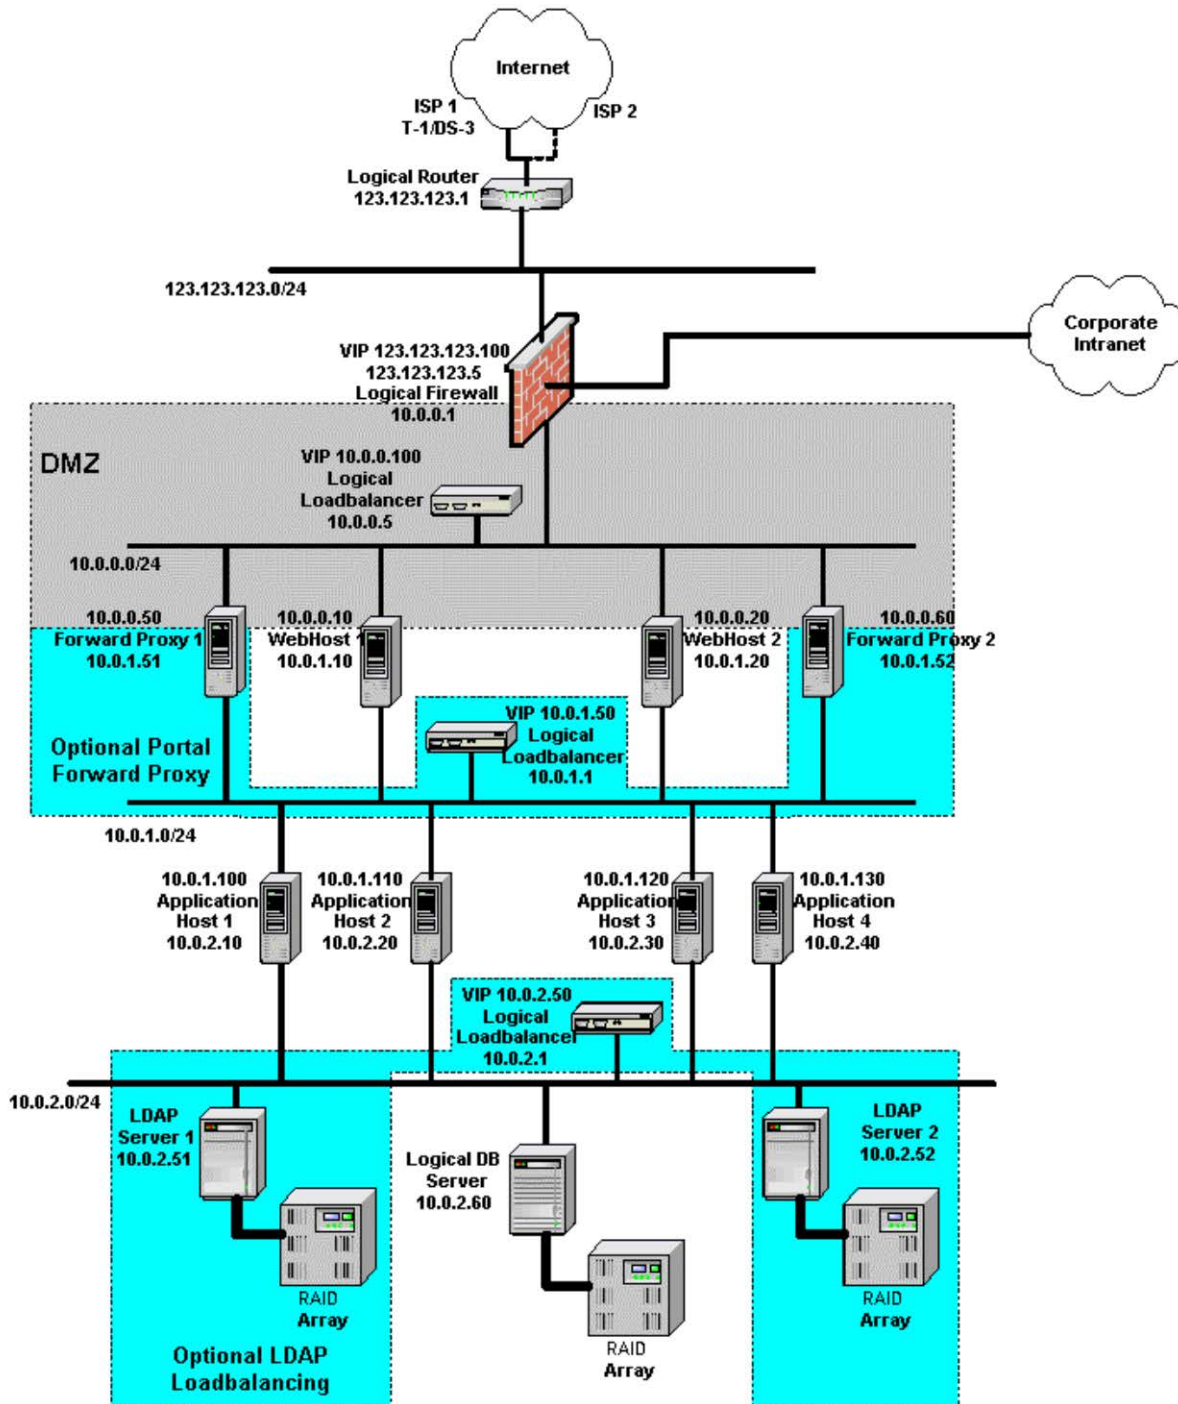 Internet
ISP 1
T-1/DS-3
ISP 2
Logical Router
123.123.123.1
123.123.123.0/24
Corporate
Intranet
VIP 123.123.123.100
123.123.123.5
Logical Firewall
10.0.0.1
DMZ
VIP 10.0.0.100
Logical
Loadbalancer
10.0.0.5
10.0.0.0/24
10.0.0.50
Forward Proxy 1
10.0.1.51
10.0.0.10
WebHost 1
10.0.1.10
10.0.0.20
WebHost 2
10.0.1.20
10.0.0.60
Forward Proxy 2
10.0.1.52
VIP 10.0.1.50
Logical
Loadbalancer
10.0.1.1
Optional Portal
Forward Proxy
10.0.1.0/24
10.0.1.100
Application
Host 1
10.0.2.10
10.0.1.110
Application
Host 2
10.0.2.20
10.0.1.120
Application
Host 3
10.0.2.30
10.0.1.130
Application
Host 4
10.0.2.40
VIP 10.0.2.50
Logical
Loadbalancer
10.0.2.1
10.0.2.0/24
LDAP
Server 1
10.0.2.51
Logical DB
Server
10.0.2.60
LDAP
Server 2
10.0.2.52
RAID
Array
RAID
Array
RAID
Array
Optional LDAP
Loadbalancing